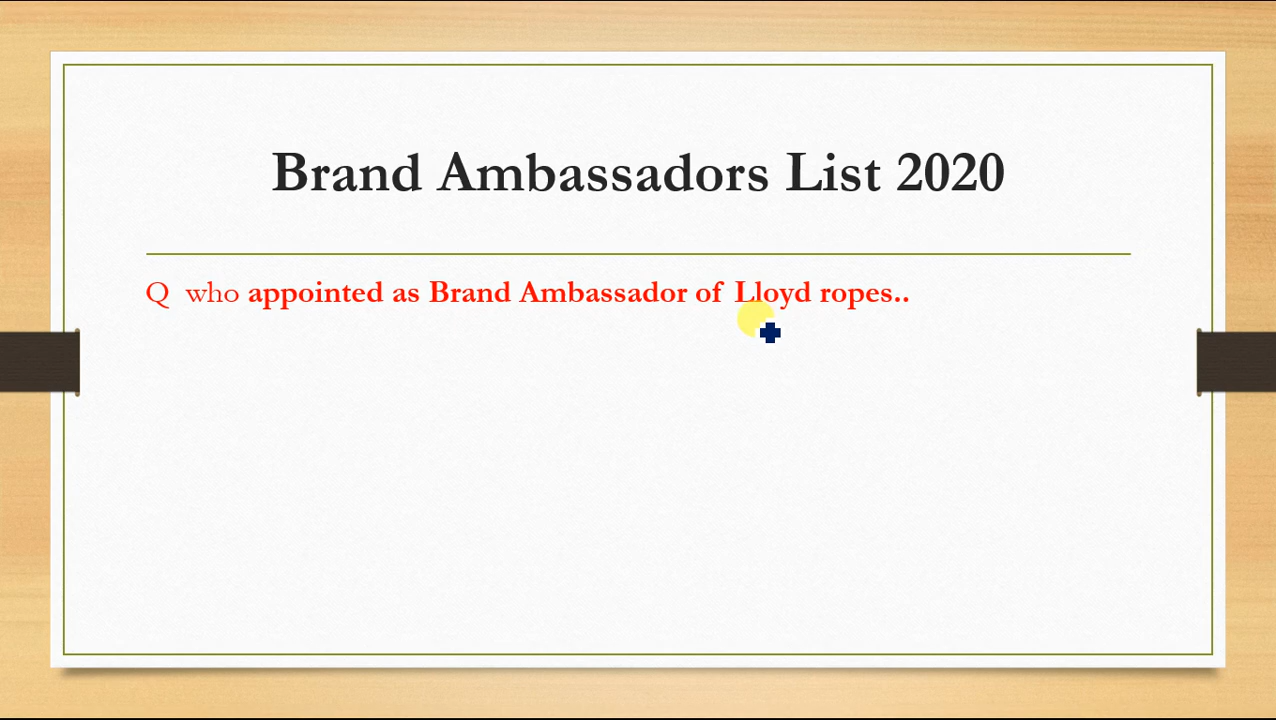 Brand Ambassadors List 2020
Q who appointed as Brand Ambassador of Lloyd ropes..